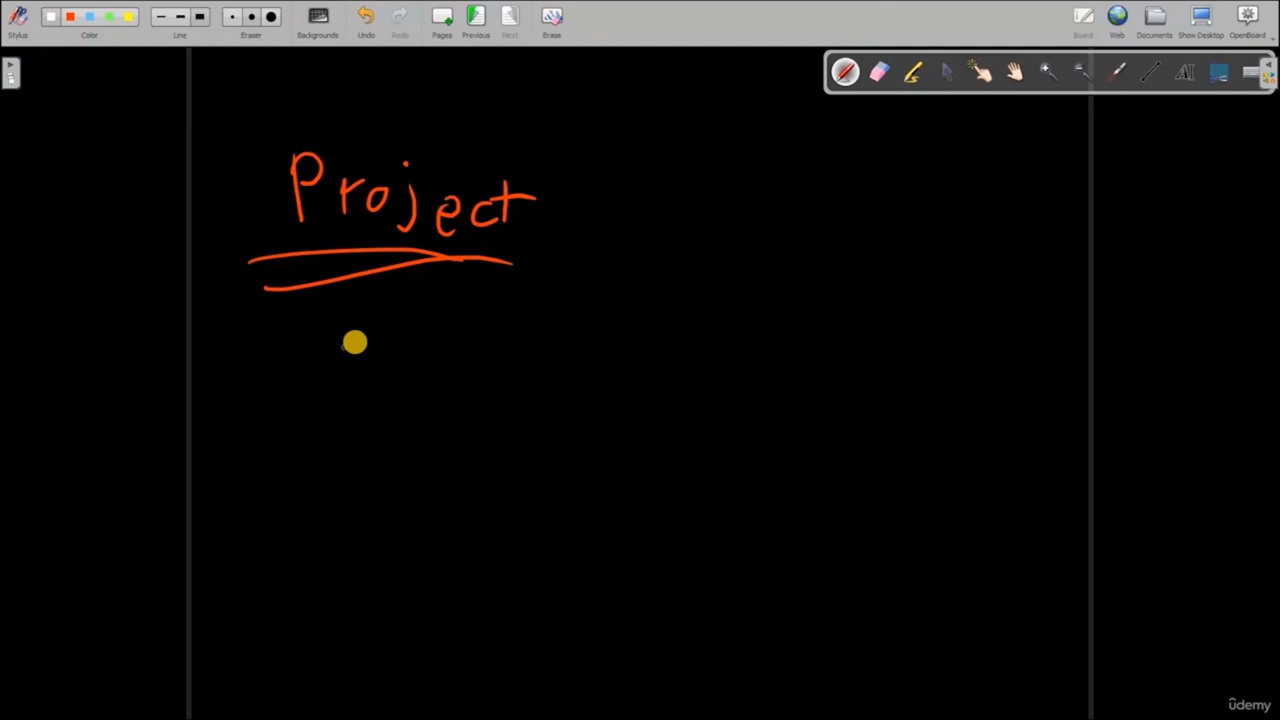 Stylus
Color
Line
Eraser
Backgrounds
Undo
Redo
Pages
Previous
Next
Erase
Board
Web
Documents
Show Desktop
OpenBoard
AI
Project
ûdemy